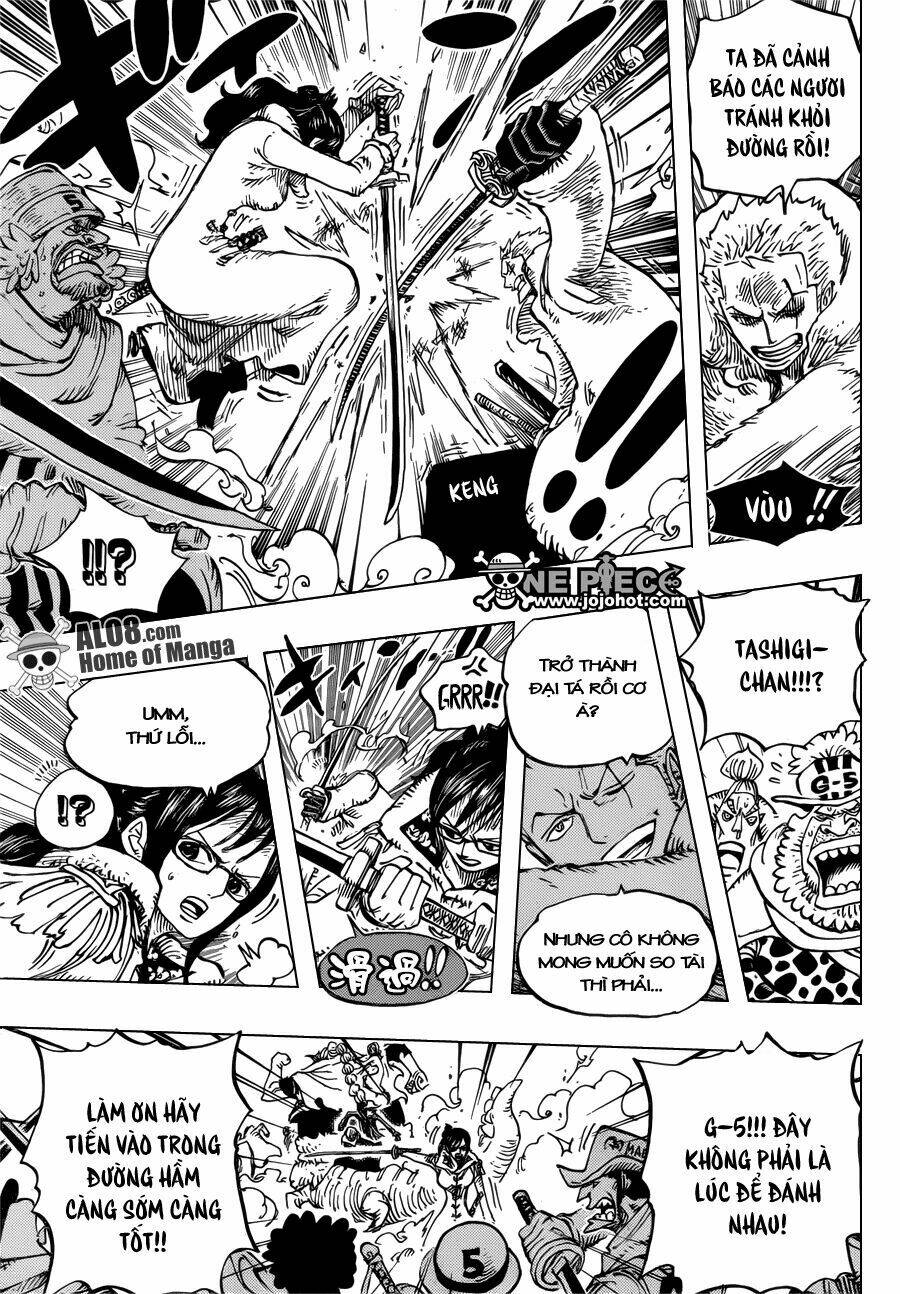 TA ĐÃ CẢNH
BÁO CÁC NGƯỜI
TRÁNH KHỎI
ĐƯỜNG RỒI!
VÙU !!
KENG
5
!!?
ONE PIECE
www.jojohot.com
ALO8.com
Home of Manga
TASHIGI-
CHAN!!!?
G-5
TRỞ THÀNH
ĐẠI TÁ RỒI CƠ
À?
NHƯNG CÔ KHÔNG
MONG MUỐN SO TÀI
THÌ PHẢI...
GRRR!!
滑過!!
UMM,
THỨ LỖI...
!?
G-5!!! ĐÂY
KHÔNG PHẢI LÀ
LÚC ĐỂ ĐÁNH
NHAU!
5
LÀM ƠN HÃY
TIẾN VÀO TRONG
ĐƯỜNG HẦM
CÀNG SỚM CÀNG
TỐT!!